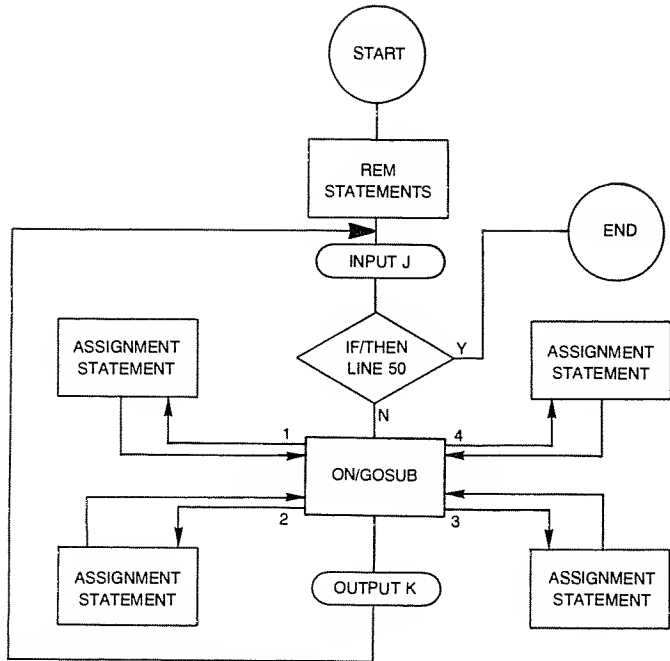 START
REM
STATEMENTS
END
INPUT J
IF/THEN
LINE 50
Y
N
ASSIGNMENT
STATEMENT
ASSIGNMENT
STATEMENT
1
4
ON/GOSUB
2
3
ASSIGNMENT
STATEMENT
OUTPUT K
ASSIGNMENT
STATEMENT